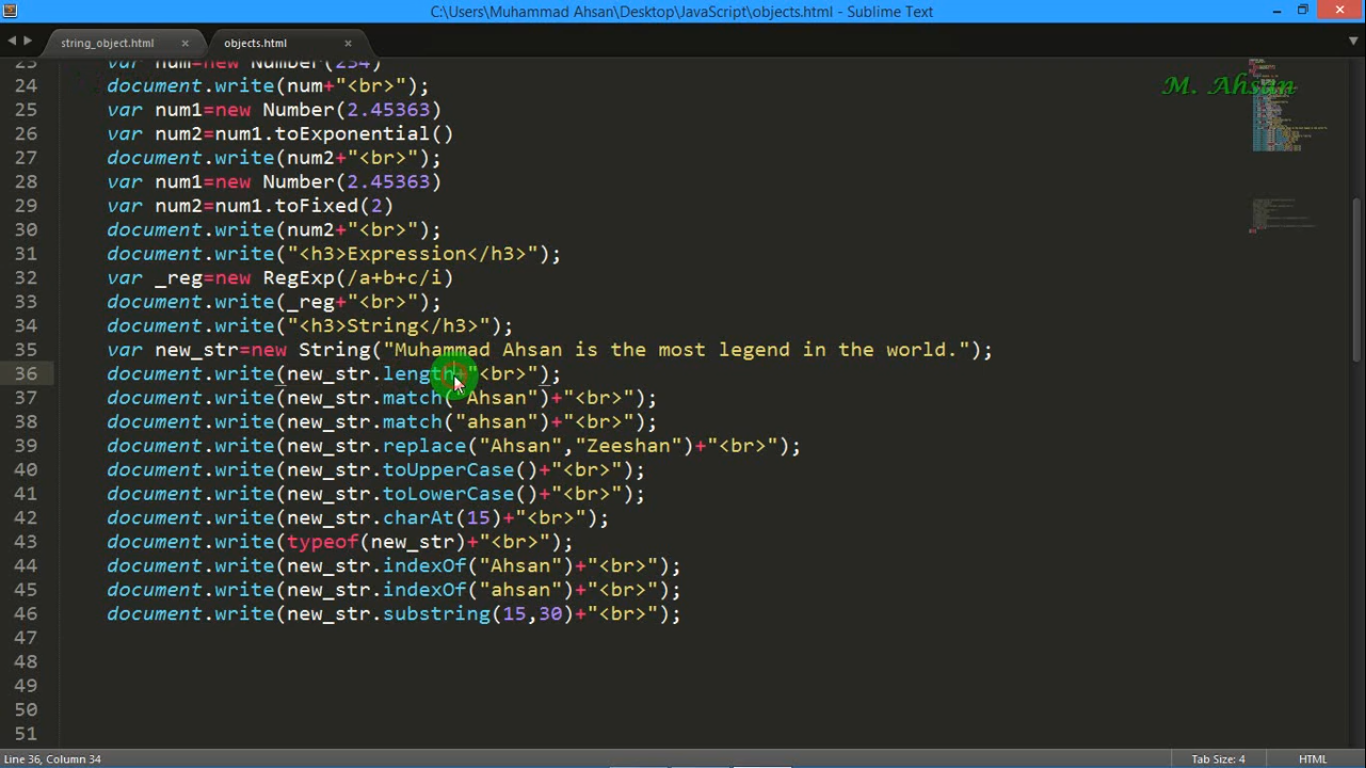 C:\Users\Muhammad Ahsan\Desktop\JavaScript\objects.html - Sublime Text
string_object.html × objects.html ×
M. Ahsan
23 var num=new Number(234)
24 document.write(num+"<br>");
25 var num1=new Number(2.45363)
26 var num2=num1.toExponential()
27 document.write(num2+"<br>");
28 var num1=new Number(2.45363)
29 var num2=num1.toFixed(2)
30 document.write(num2+"<br>");
31 document.write("<h3>Expression</h3>");
32 var _reg=new RegExp(/a+b+c/i)
33 document.write(_reg+"<br>");
34 document.write("<h3>String</h3>");
35 var new_str=new String("Muhammad Ahsan is the most legend in the world.");
36 document.write(new_str.length+"<br>");
37 document.write(new_str.match("Ahsan")+"<br>");
38 document.write(new_str.match("ahsan")+"<br>");
39 document.write(new_str.replace("Ahsan","Zeeshan")+"<br>");
40 document.write(new_str.toUpperCase()+"<br>");
41 document.write(new_str.toLowerCase()+"<br>");
42 document.write(new_str.charAt(15)+"<br>");
43 document.write(typeof(new_str)+"<br>");
44 document.write(new_str.indexOf("Ahsan")+"<br>");
45 document.write(new_str.indexOf("ahsan")+"<br>");
46 document.write(new_str.substring(15,30)+"<br>");
47
48
49
50
51
Line 36, Column 34 Tab Size: 4 HTML